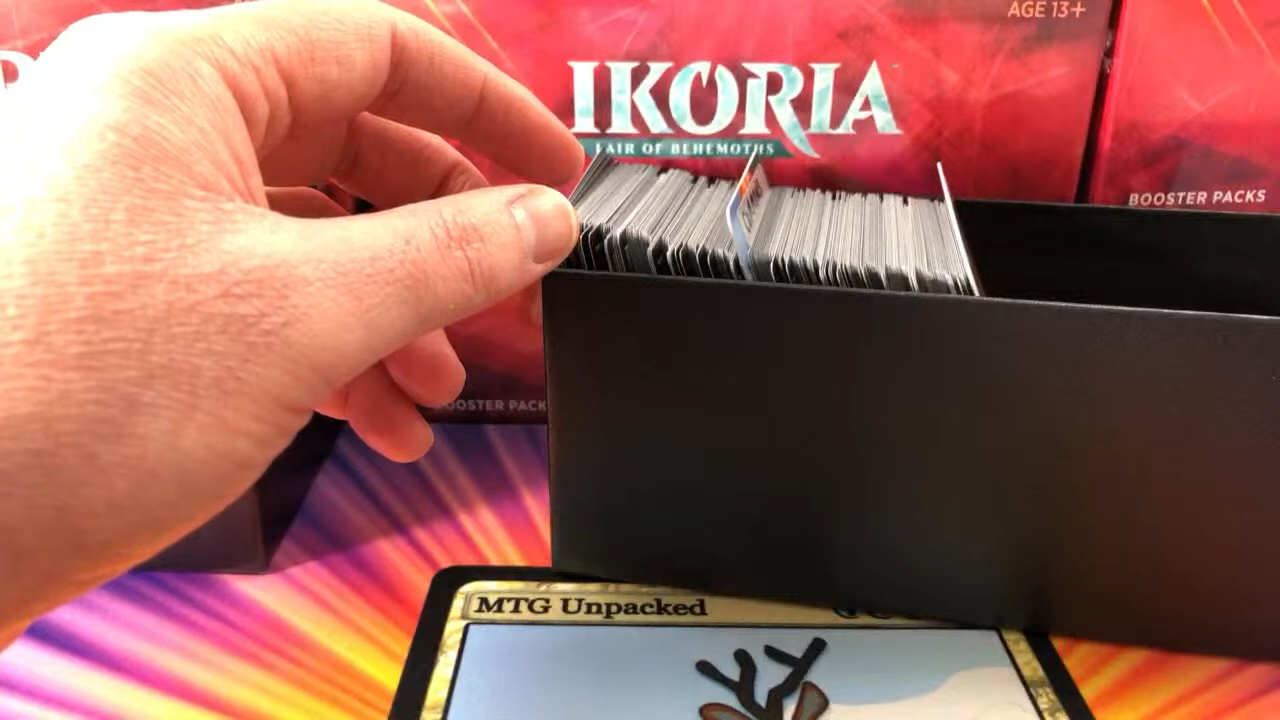 AGE 13+
IKORIA
LAIR OF BEHEMOTHS
BOOSTER PACKS
BOOSTER PACK
MTG Unpacked